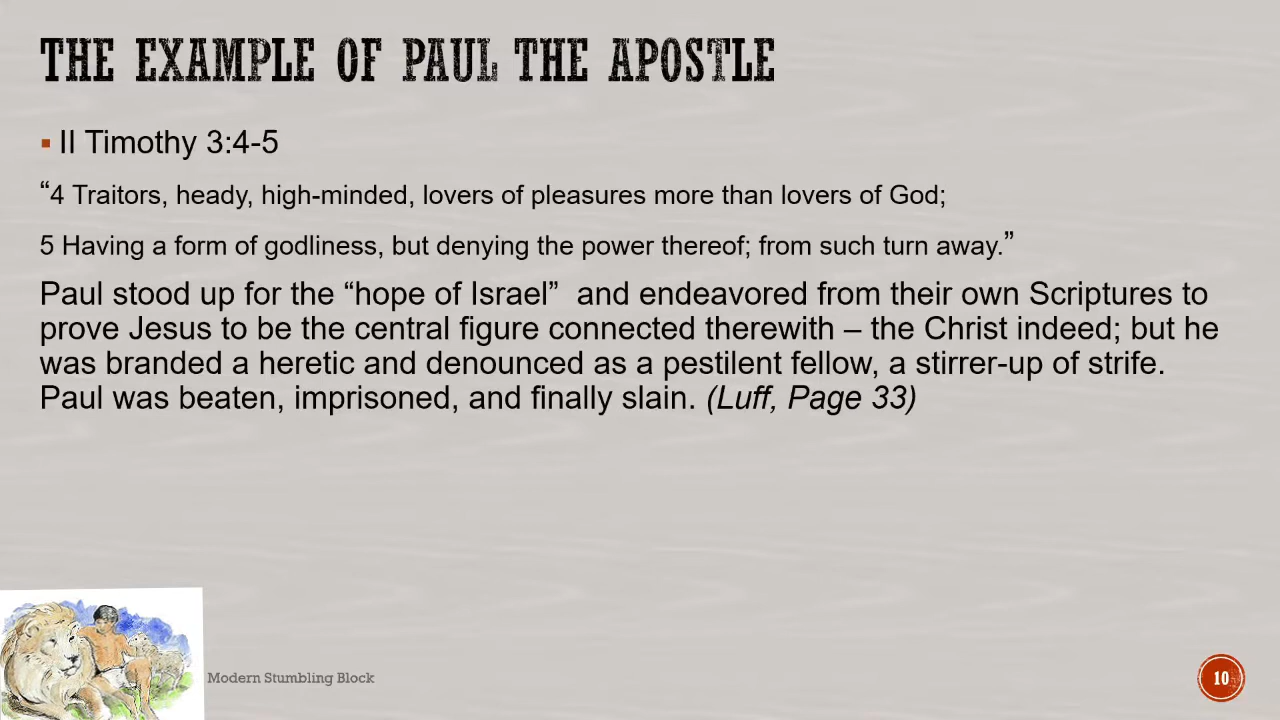 THE EXAMPLE OF PAUL THE APOSTLE
▪ II Timothy 3:4-5
“4 Traitors, heady, high-minded, lovers of pleasures more than lovers of God;
5 Having a form of godliness, but denying the power thereof; from such turn away.”
Paul stood up for the “hope of Israel”  and endeavored from their own Scriptures to
prove Jesus to be the central figure connected therewith – the Christ indeed; but he
was branded a heretic and denounced as a pestilent fellow, a stirrer-up of strife.
Paul was beaten, imprisoned, and finally slain. (Luff, Page 33)
Modern Stumbling Block
10